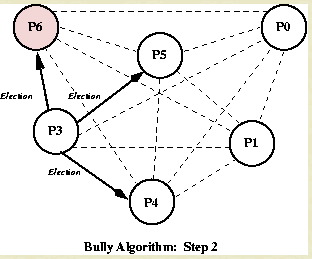 P6
P0
P5
Election
Election
P3
P1
Election
P4
Bully Algorithm: Step 2